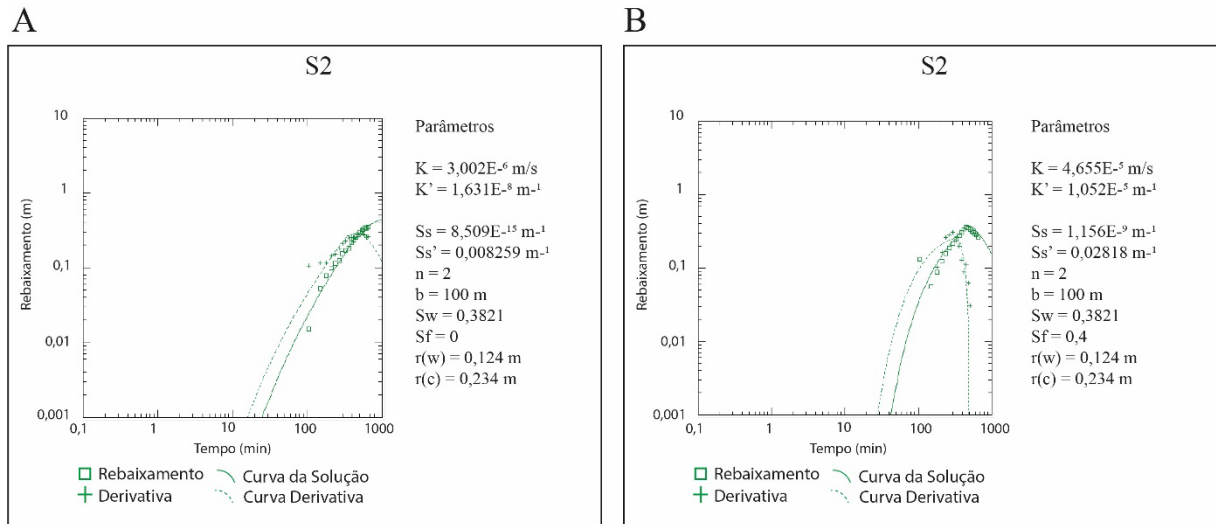 A
S2
10
1
0,1
0,01
0,001
Rebaixamento (m)
0,1
1
10
100
1000
Tempo (min)
Parâmetros
K = 3,002E-⁶ m/s
K' = 1,631E-⁸ m-¹
Ss = 8,509E-¹⁵ m-¹
Ss' = 0,008259 m-¹
n = 2
b = 100 m
Sw = 0,3821
Sf = 0
r(w) = 0,124 m
r(c) = 0,234 m
Rebaixamento
Curva da Solução
Derivativa
Curva Derivativa
B
S2
10
1
0,1
0,01
0,001
Rebaixamento (m)
0,1
1
10
100
1000
Tempo (min)
Parâmetros
K = 4,655E-⁵ m/s
K' = 1,052E-⁵ m-¹
Ss = 1,156E-⁹ m-¹
Ss' = 0,02818 m-¹
n = 2
b = 100 m
Sw = 0,3821
Sf = 0,4
r(w) = 0,124 m
r(c) = 0,234 m
Rebaixamento
Curva da Solução
Derivativa
Curva Derivativa